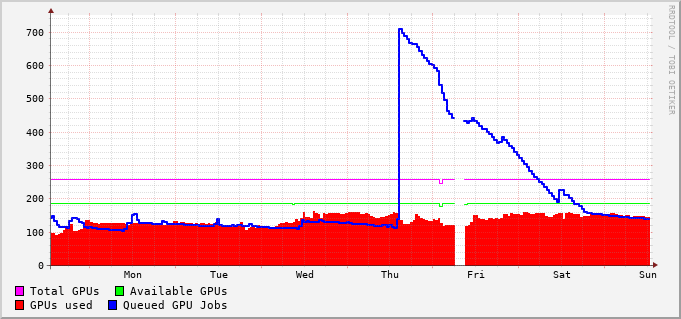 RRDTOOL / TOBI OETIKER
700
600
500
400
300
200
100
0
Mon Tue Wed Thu Fri Sat Sun
Total GPUs Available GPUs
GPUs used Queued GPU Jobs